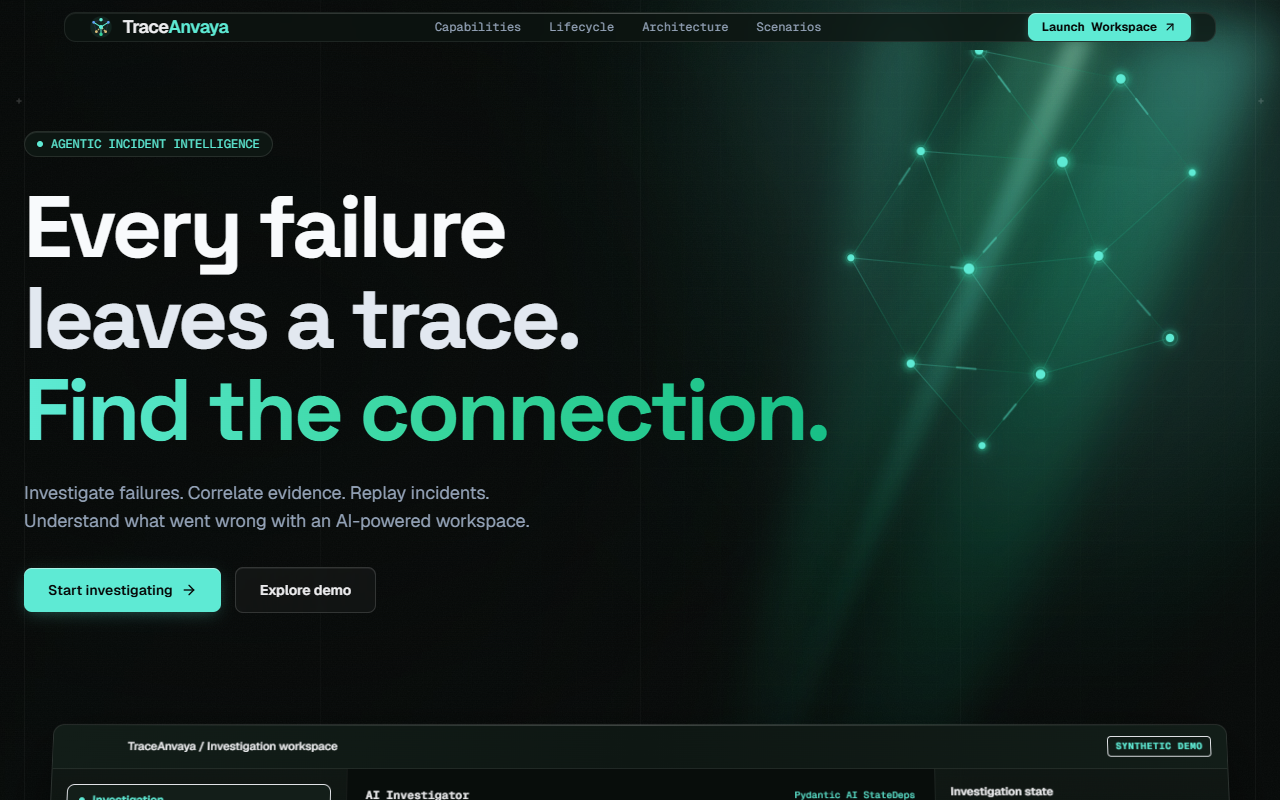 TraceAnvaya
Capabilities
Lifecycle
Architecture
Scenarios
Launch Workspace
AGENTIC INCIDENT INTELLIGENCE
Every failure
leaves a trace.
Find the connection.
Investigate failures. Correlate evidence. Replay incidents.
Understand what went wrong with an AI-powered workspace.
Start investigating
Explore demo
TraceAnvaya / Investigation workspace
SYNTHETIC DEMO
Investigation
AI Investigator
Pydantic AI StateDeps
Investigation state